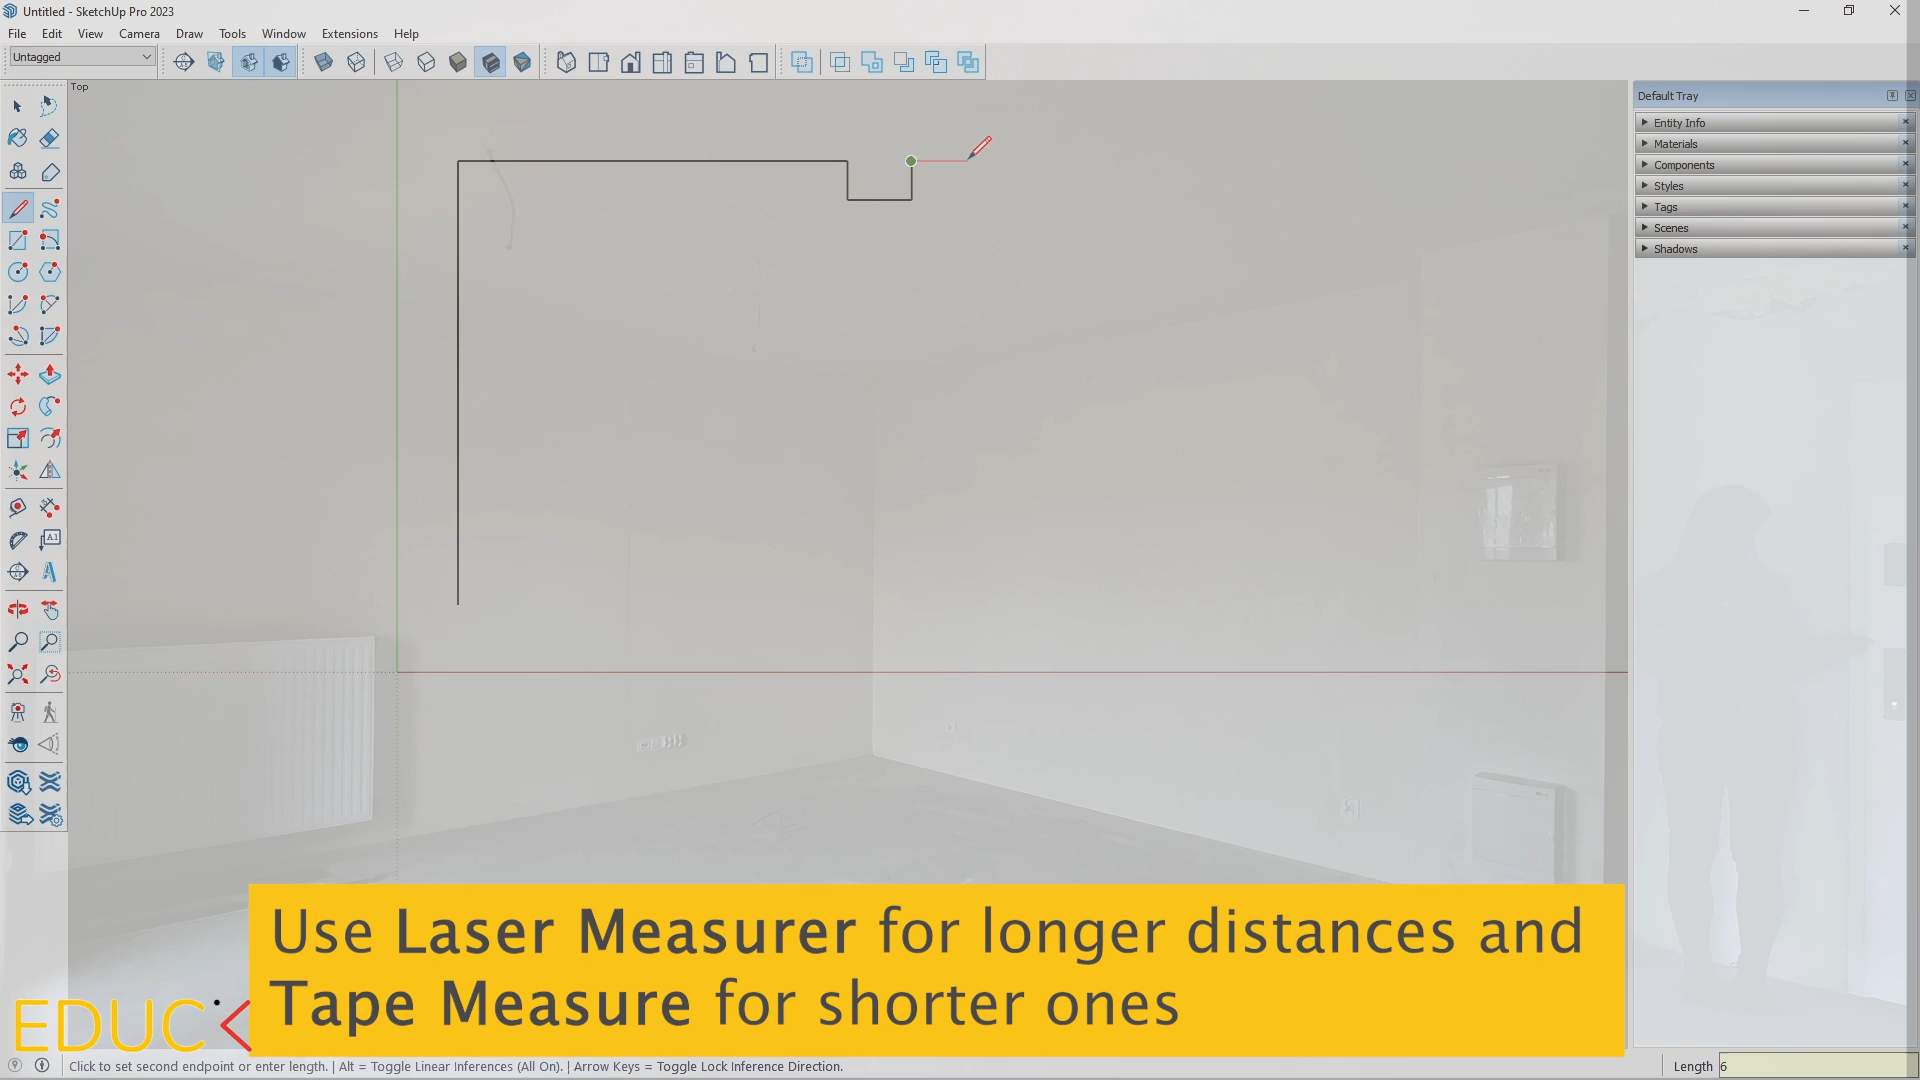 Untitled - SketchUp Pro 2023
File Edit View Camera Draw Tools Window Extensions Help
Untagged
Top
Default Tray
Entity Info
Materials
Components
Styles
Tags
Scenes
Shadows
A1
Use Laser Measurer for longer distances and
Tape Measure for shorter ones
EDUC
Click to set second endpoint or enter length. | Alt = Toggle Linear Inferences (All On). | Arrow Keys = Toggle Lock Inference Direction.
Length 6